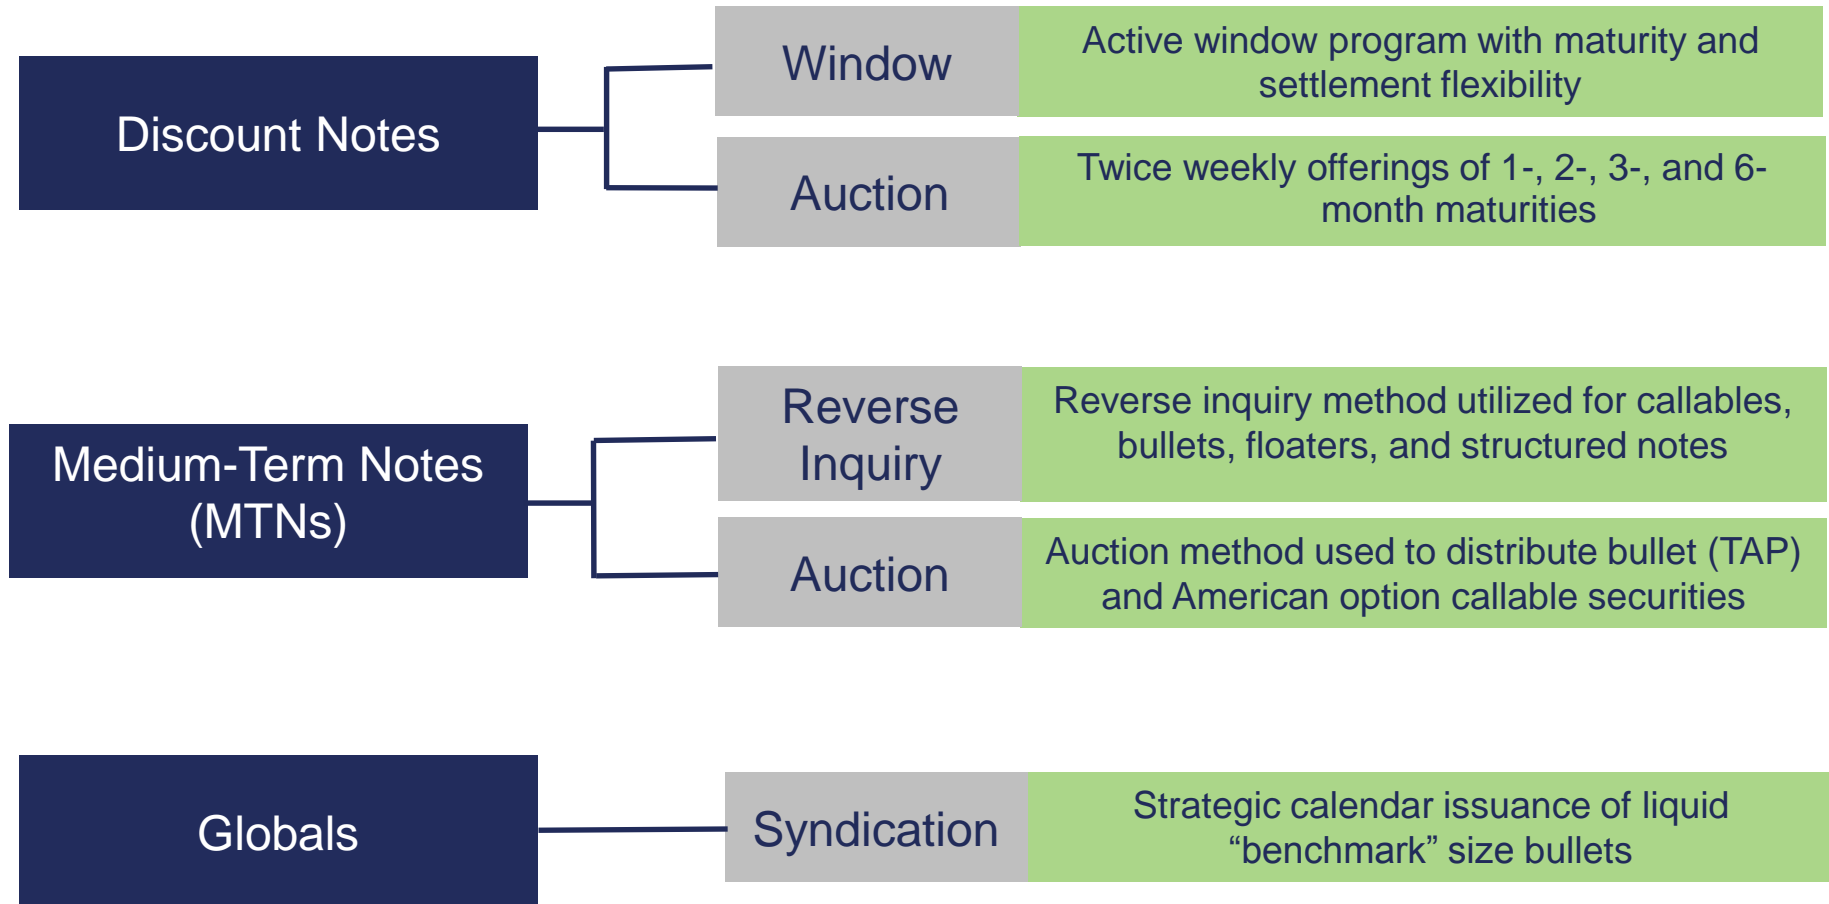 Discount Notes
Window
Active window program with maturity and
settlement flexibility
Auction
Twice weekly offerings of 1-, 2-, 3-, and 6-
month maturities
Medium-Term Notes
(MTNs)
Reverse
Inquiry
Reverse inquiry method utilized for callables,
bullets, floaters, and structured notes
Auction
Auction method used to distribute bullet (TAP)
and American option callable securities
Globals
Syndication
Strategic calendar issuance of liquid
“benchmark” size bullets